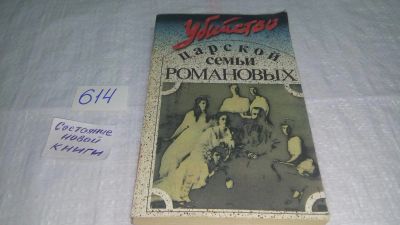 Убийство
царской
семьи
РОМАНОВЫХ
614
Состояние
новой
книги